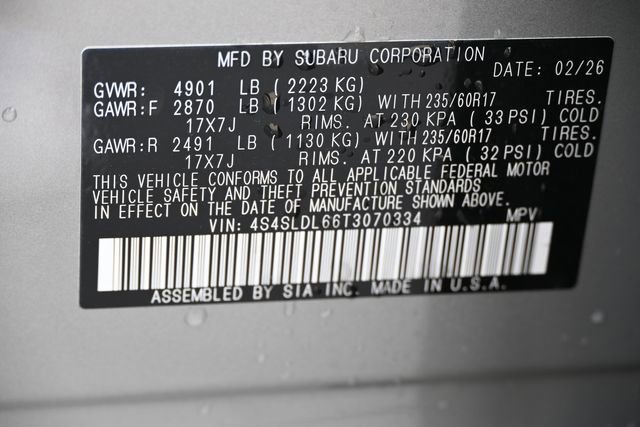 MFD BY SUBARU CORPORATION DATE: 02/26
GVWR: 4901 LB (2223 KG)
GAWR:F 2870 LB (1302 KG) WITH 235/60R17 TIRES.
17X7J RIMS. AT 230 KPA (33 PSI) COLD
GAWR:R 2491 LB (1130 KG) WITH 235/60R17 TIRES.
17X7J RIMS. AT 220 KPA (32 PSI) COLD
THIS VEHICLE CONFORMS TO ALL APPLICABLE FEDERAL MOTOR
VEHICLE SAFETY AND THEFT PREVENTION STANDARDS
IN EFFECT ON THE DATE OF MANUFACTURE SHOWN ABOVE.
VIN: 4S4SLDL66T3070334 MPV
ASSEMBLED BY SIA INC. MADE IN U.S.A.